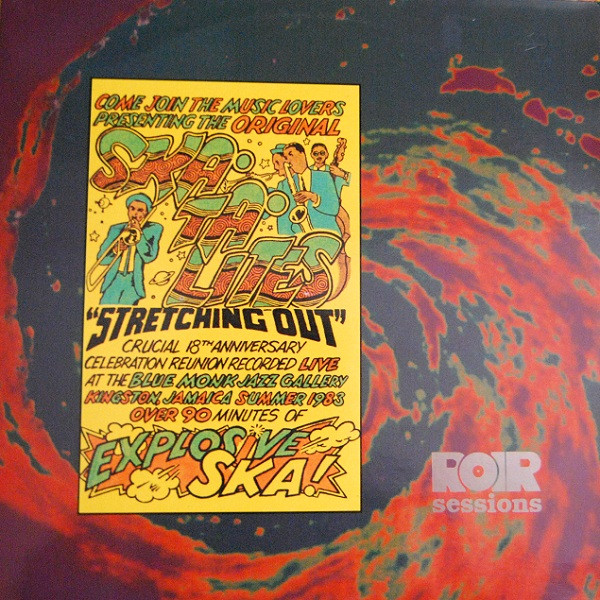 COME JOIN THE MUSIC LOVERS
PRESENTING THE ORIGINAL
SKA-
TA-
LITES
"STRETCHING OUT"
CRUCIAL 18TH ANNIVERSARY
CELEBRATION REUNION RECORDED LIVE
AT THE BLUE MONK JAZZ GALLERY
KINGSTON, JAMAICA SUMMER 1983
OVER 90 MINUTES OF
EXPLOSIVE
SKA!
ROIR
sessions